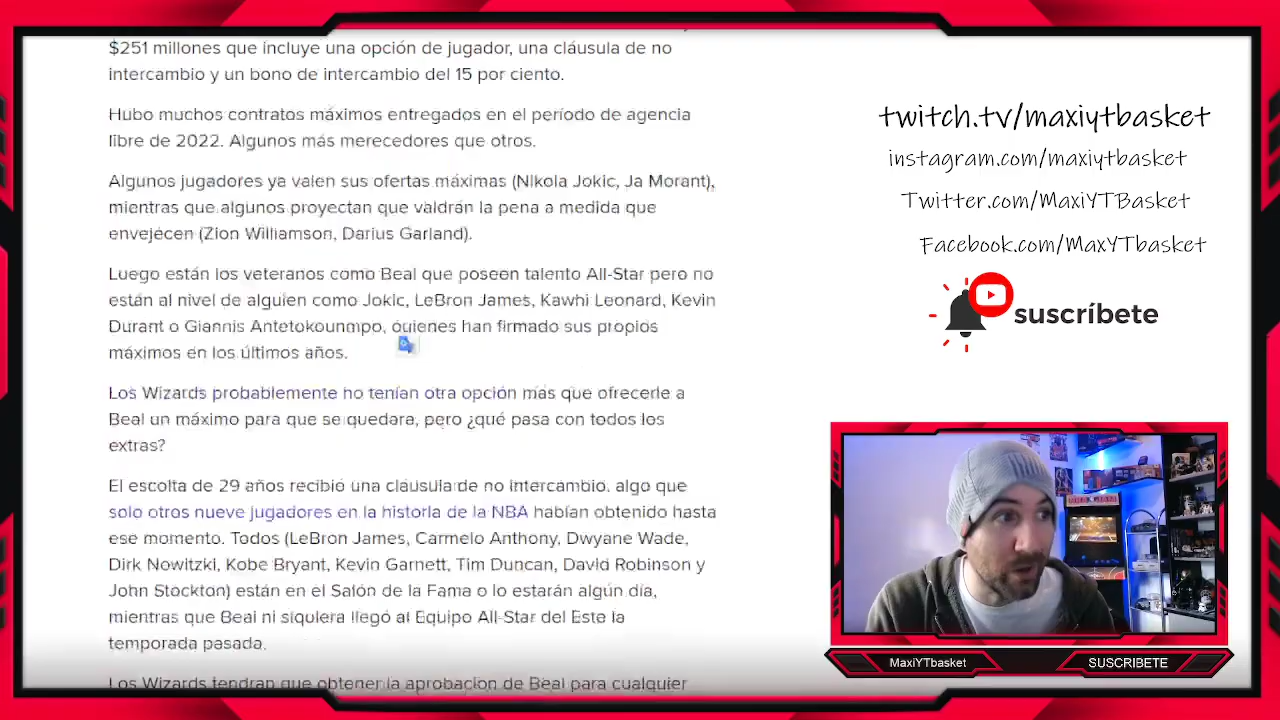 $251 millones que incluye una opción de jugador, una cláusula de no
intercambio y un bono de intercambio del 15 por ciento.
Hubo muchos contratos máximos entregados en el período de agencia
libre de 2022. Algunos más merecedores que otros.
Algunos jugadores ya valen sus ofertas máximas (Nikola Jokic, Ja Morant),
mientras que algunos proyectan que valdrán la pena a medida que
envejecen (Zion Williamson, Darius Garland).
Luego están los veteranos como Beal que poseen talento All-Star pero no
están al nivel de alguien como Jokic, LeBron James, Kawhi Leonard, Kevin
Durant o Giannis Antetokounmpo, quienes han firmado sus propios
máximos en los últimos años.
Los Wizards probablemente no tenían otra opción más que ofrecerle a
Beal un máximo para que se quedara, pero ¿qué pasa con todos los
extras?
El escolta de 29 años recibió una cláusula de no intercambio, algo que
solo otros nueve jugadores en la historia de la NBA habían obtenido hasta
ese momento. Todos (LeBron James, Carmelo Anthony, Dwyane Wade,
Dirk Nowitzki, Kobe Bryant, Kevin Garnett, Tim Duncan, David Robinson y
John Stockton) están en el Salón de la Fama o lo estarán algún día,
mientras que Beal ni siquiera llegó al Equipo All-Star del Este la
temporada pasada.
Los Wizards tendrán que obtener la aprobación de Beal para cualquier
twitch.tv/maxiytbasket
instagram.com/maxiytbasket
Twitter.com/MaxiYTBasket
Facebook.com/MaxYTbasket
suscríbete
MaxiYTbasket
SUSCRIBETE